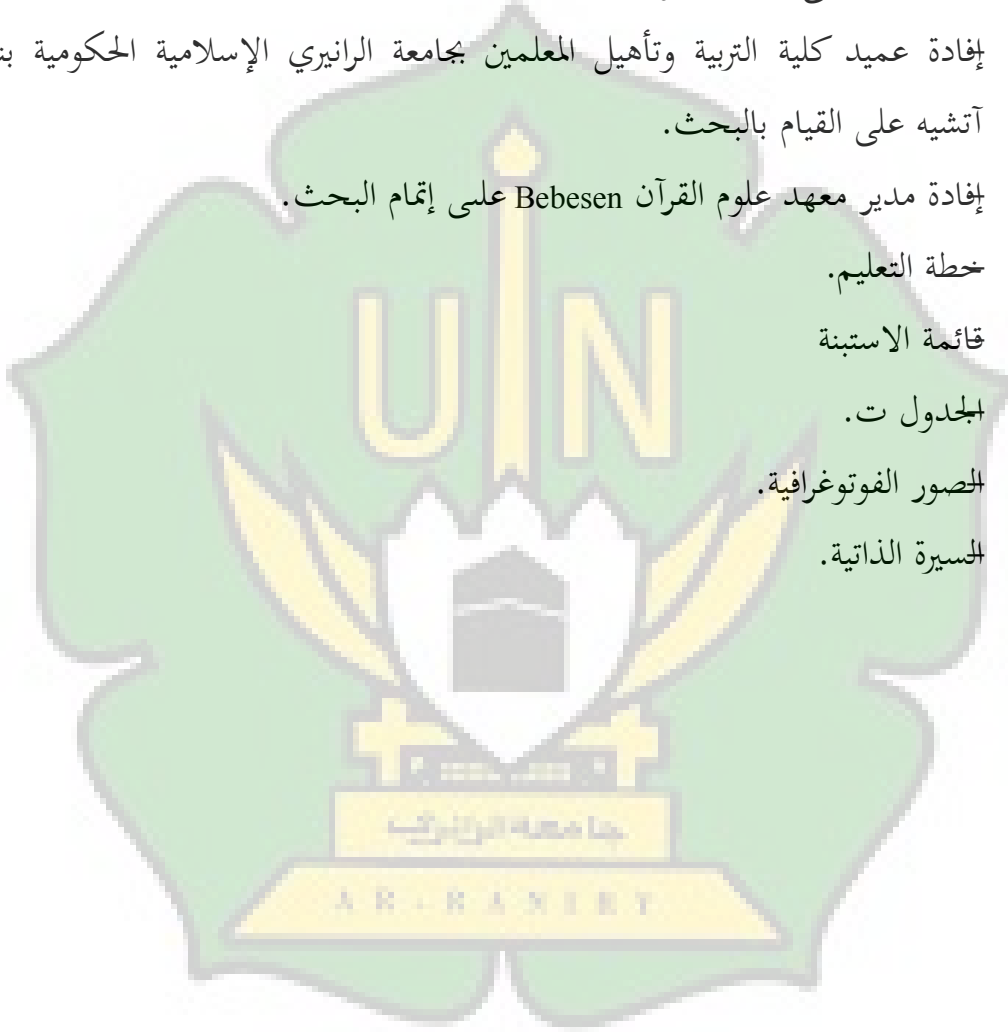 إفادة عميد كلية التربية وتأهيل المعلمين بجامعة الرانيري الإسلامية الحكومية
آتشيه على القيام بالبحث.
إفادة مدير معهد علوم القرآن Bebesen على إتمام البحث.
خطة التعليم.
قائمة الاستبنة
الجدول ت.
الصور الفوتوغرافية.
السيرة الذاتية.
UIN
جامعة الرانيري
AR-RANIRY